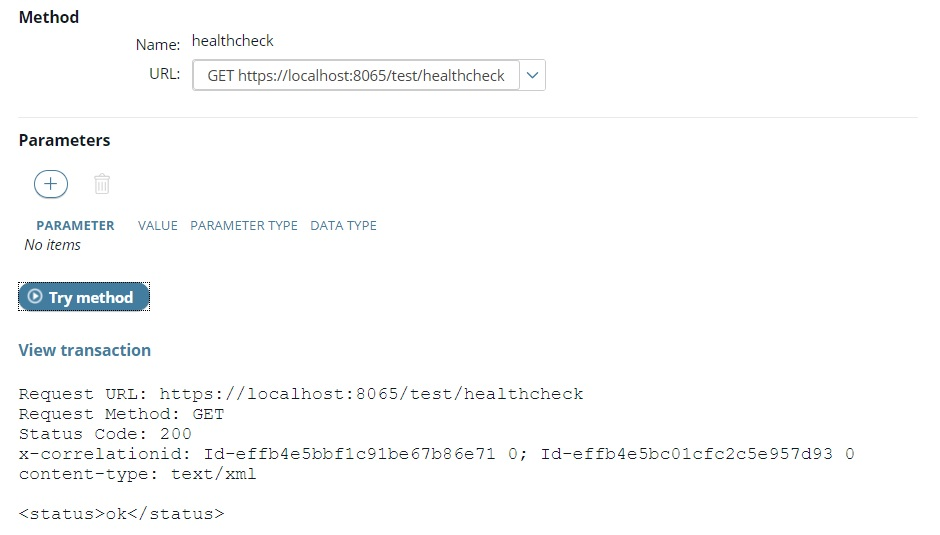 Method
Name: healthcheck
URL: GET https://localhost:8065/test/healthcheck
Parameters
PARAMETER VALUE PARAMETER TYPE DATA TYPE
No items
Try method
View transaction
Request URL: https://localhost:8065/test/healthcheck
Request Method: GET
Status Code: 200
x-correlationid: Id-effb4e5bbf1c91be67b86e71 0; Id-effb4e5bc01cfc2c5e957d93 0
content-type: text/xml
<status>ok</status>